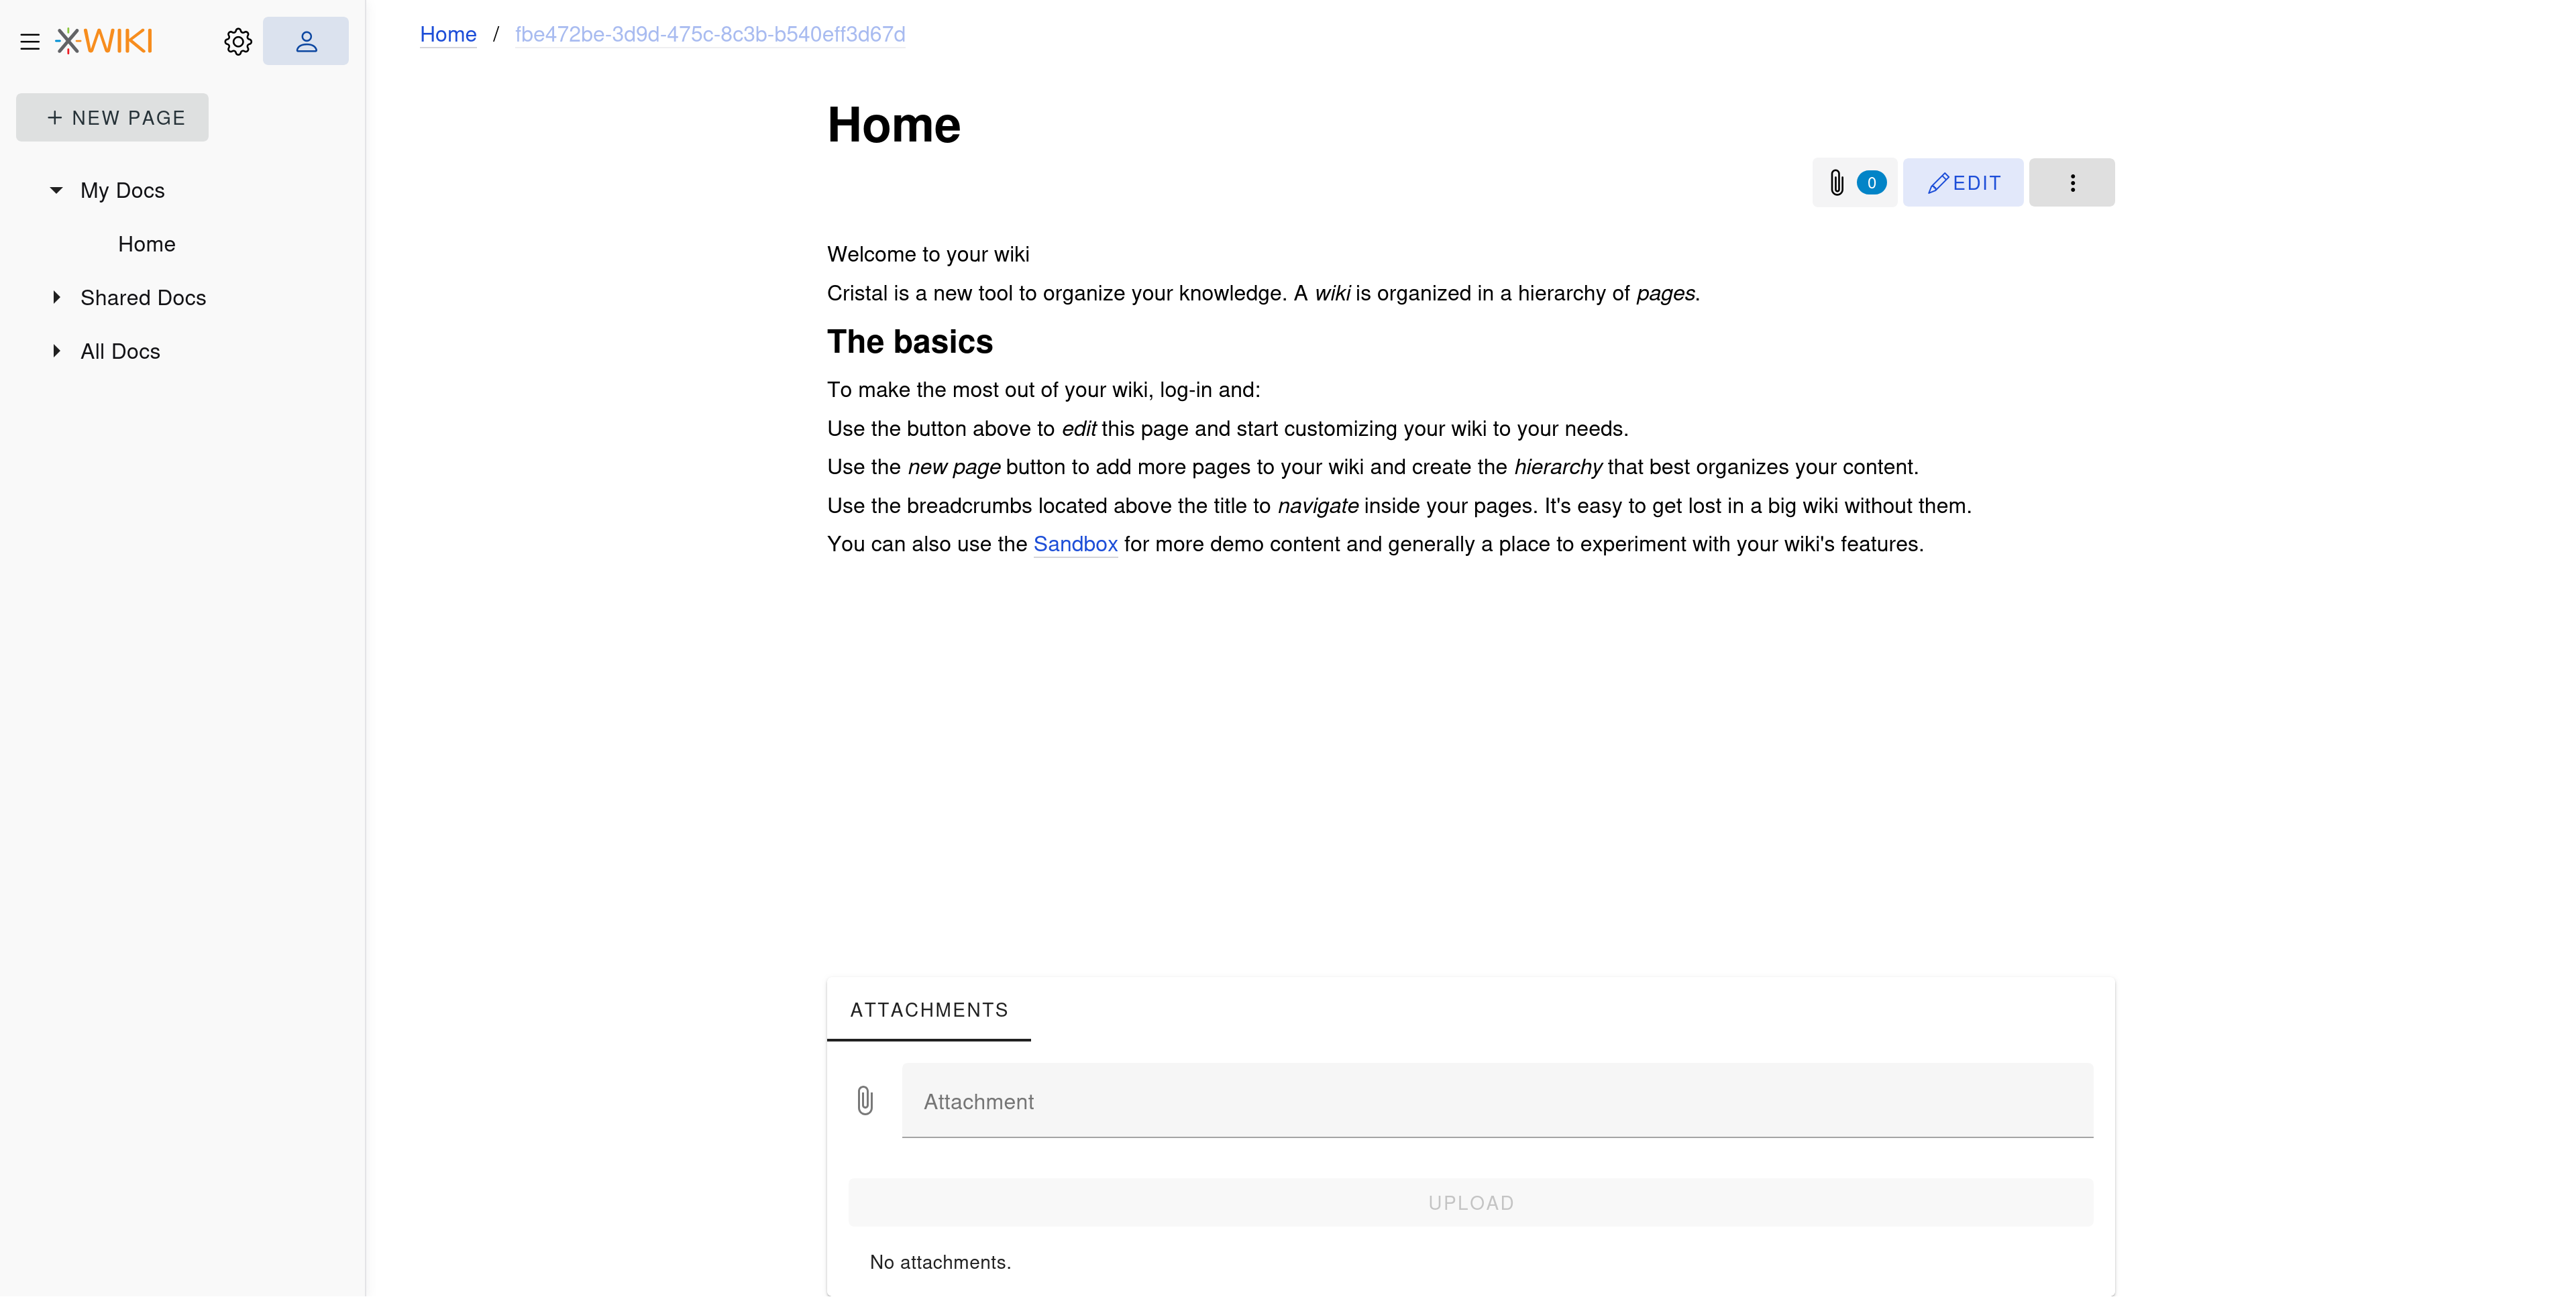 XWIKI
+ NEW PAGE
My Docs
Home
Shared Docs
All Docs
Home / fbe472be-3d9d-475c-8c3b-b540eff3d67d
Home
0
EDIT
Welcome to your wiki
Cristal is a new tool to organize your knowledge. A wiki is organized in a hierarchy of pages.
The basics
To make the most out of your wiki, log-in and:
Use the button above to edit this page and start customizing your wiki to your needs.
Use the new page button to add more pages to your wiki and create the hierarchy that best organizes your content.
Use the breadcrumbs located above the title to navigate inside your pages. It's easy to get lost in a big wiki without them.
You can also use the Sandbox for more demo content and generally a place to experiment with your wiki's features.
ATTACHMENTS
Attachment
UPLOAD
No attachments.